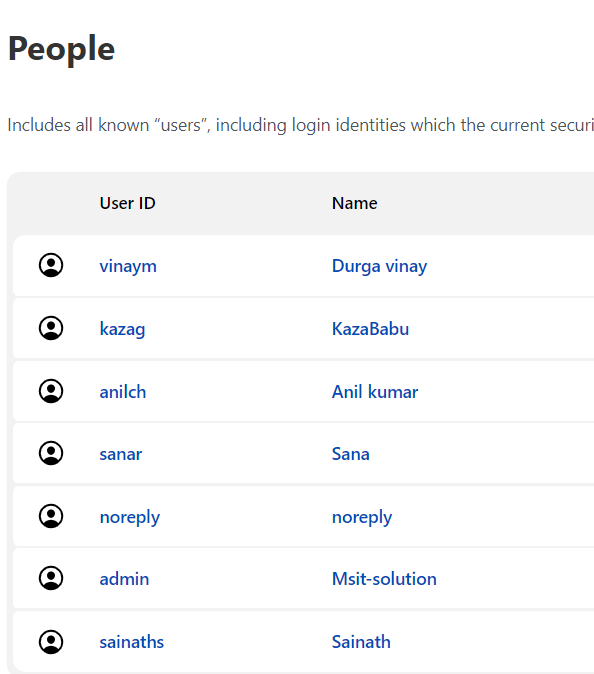 People
Includes all known “users”, including login identities which the current securi
User ID Name
vinaym Durga vinay
kazag KazaBabu
anilch Anil kumar
sanar Sana
noreply noreply
admin Msit-solution
sainaths Sainath